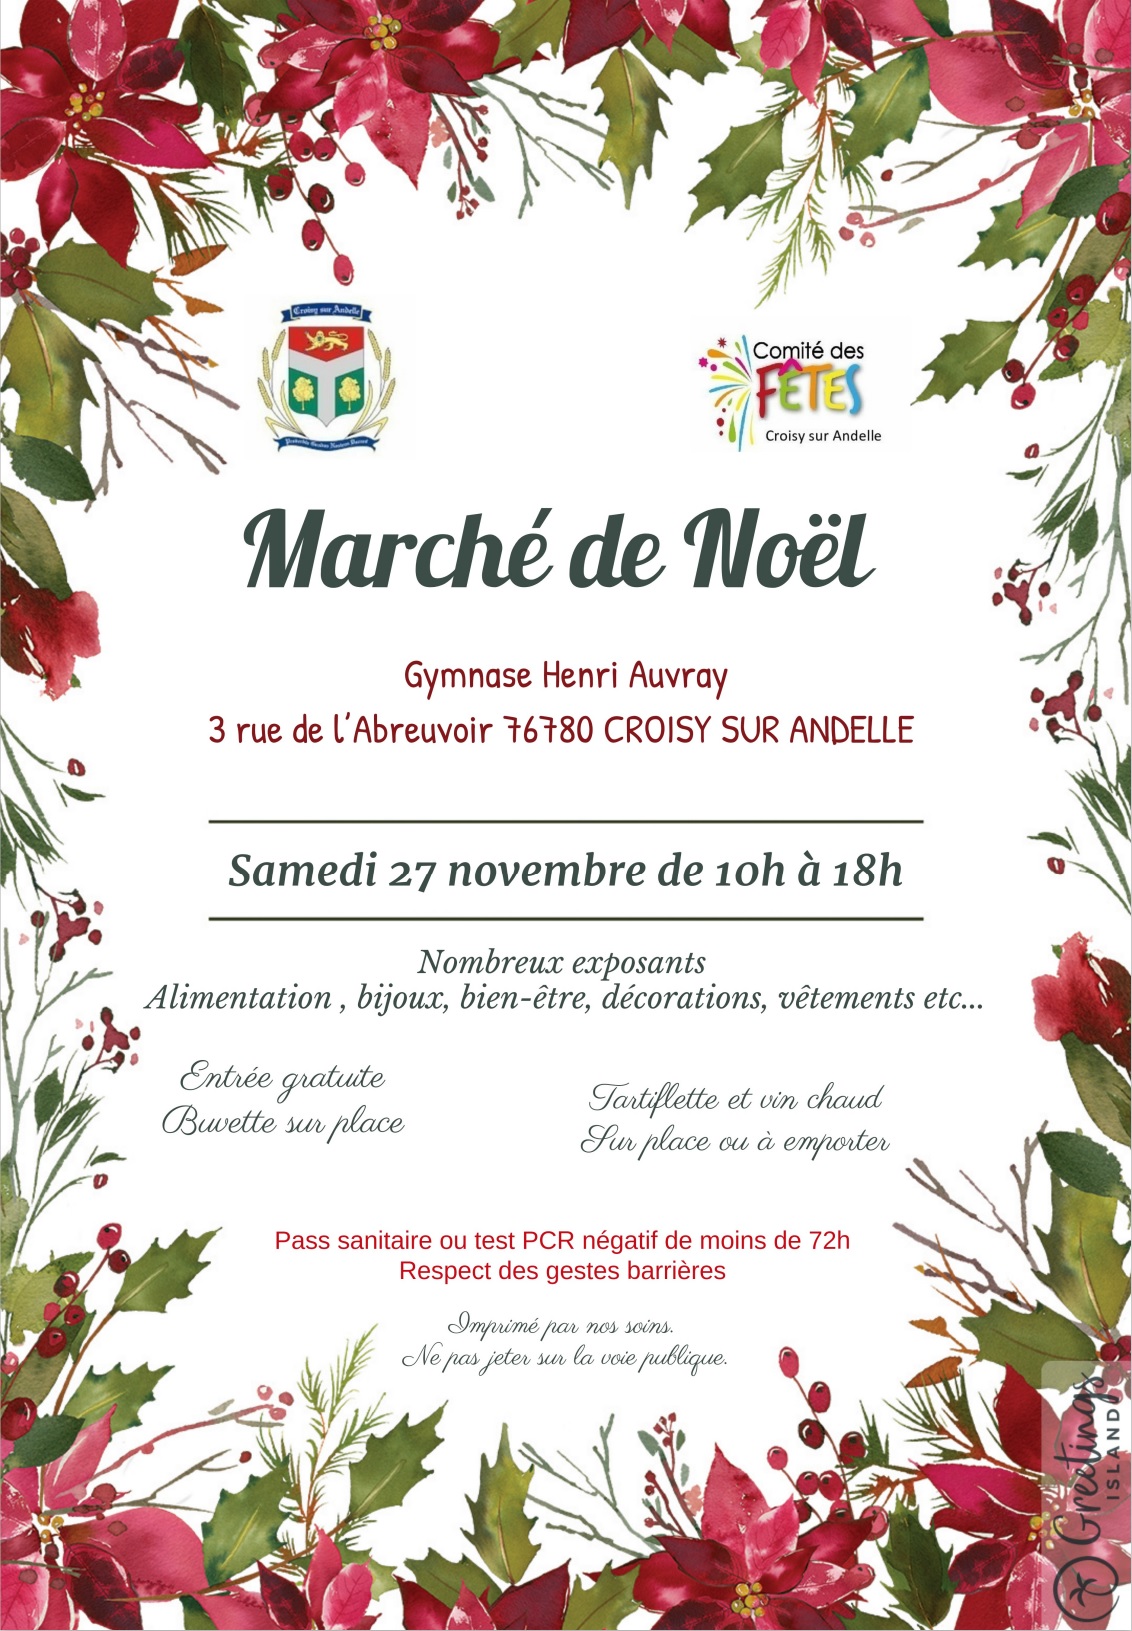 Croisy sur Andelle
Comité des
FÊTES
Croisy sur Andelle
Marché de Noël
Gymnase Henri Auvray
3 rue de l'Abreuvoir 76780 CROISY SUR ANDELLE
Samedi 27 novembre de 10h à 18h
Nombreux exposants
Alimentation , bijoux, bien-être, décorations, vêtements etc...
Entrée gratuite
Buvette sur place
Tartiflette et vin chaud
Sur place ou à emporter
Pass sanitaire ou test PCR négatif de moins de 72h
Respect des gestes barrières
Imprimé par nos soins.
Ne pas jeter sur la voie publique.
Greetings
ISLAND